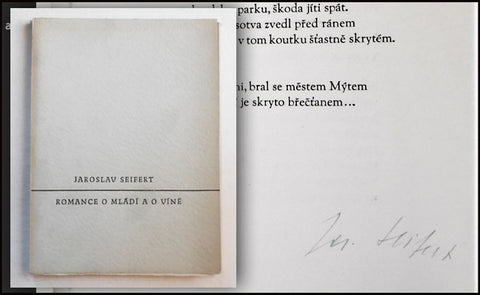 JAROSLAV SEIFERT
ROMANCE O MLÁDÍ A O VÍNĚ
parku, škoda jíti spát.
sotva zvedl před ránem
v tom koutku šťastně skrytém.
ni, bral se městem Mýtem
je skryto břečťanem...
Jar. Seifert